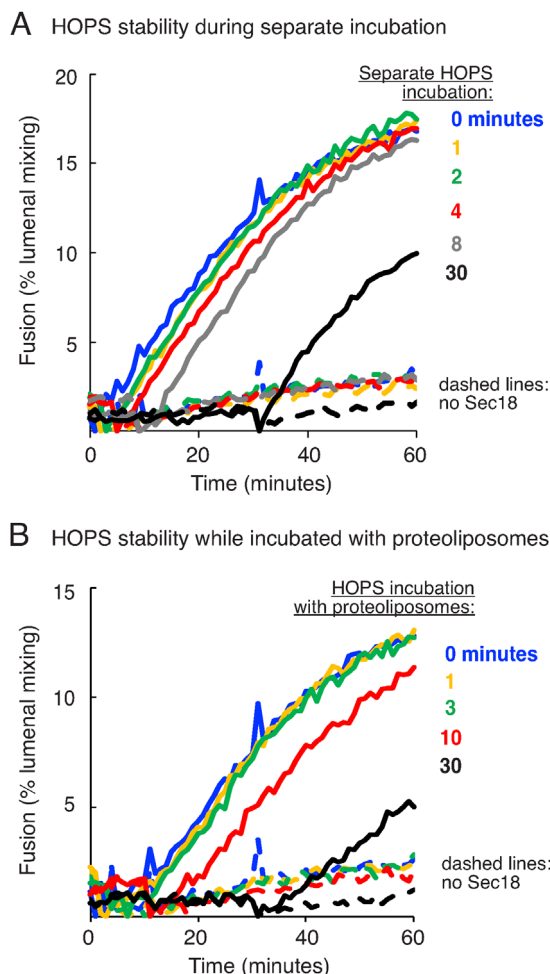 A HOPS stability during separate incubation
Separate HOPS
incubation:
0 minutes
1
2
4
8
30
dashed lines:
no Sec18
20
15
10
5
Fusion (% lumenal mixing)
0 20 40 60
Time (minutes)
B HOPS stability while incubated with proteoliposomes
HOPS incubation
with proteoliposomes:
0 minutes
1
3
10
30
dashed lines:
no Sec18
15
10
5
Fusion (% lumenal mixing)
0 20 40 60
Time (minutes)